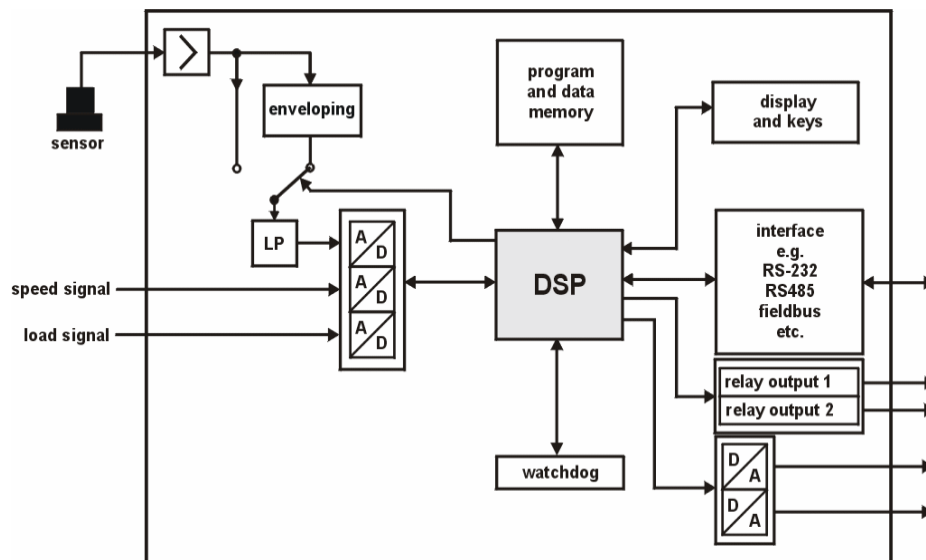 program
and data
memory
display
and keys
enveloping
sensor
LP
A
D
A
D
A
D
speed signal
load signal
DSP
interface
e.g.
RS-232
RS485
fieldbus
etc.
relay output 1
relay output 2
watchdog
D
A
D
A